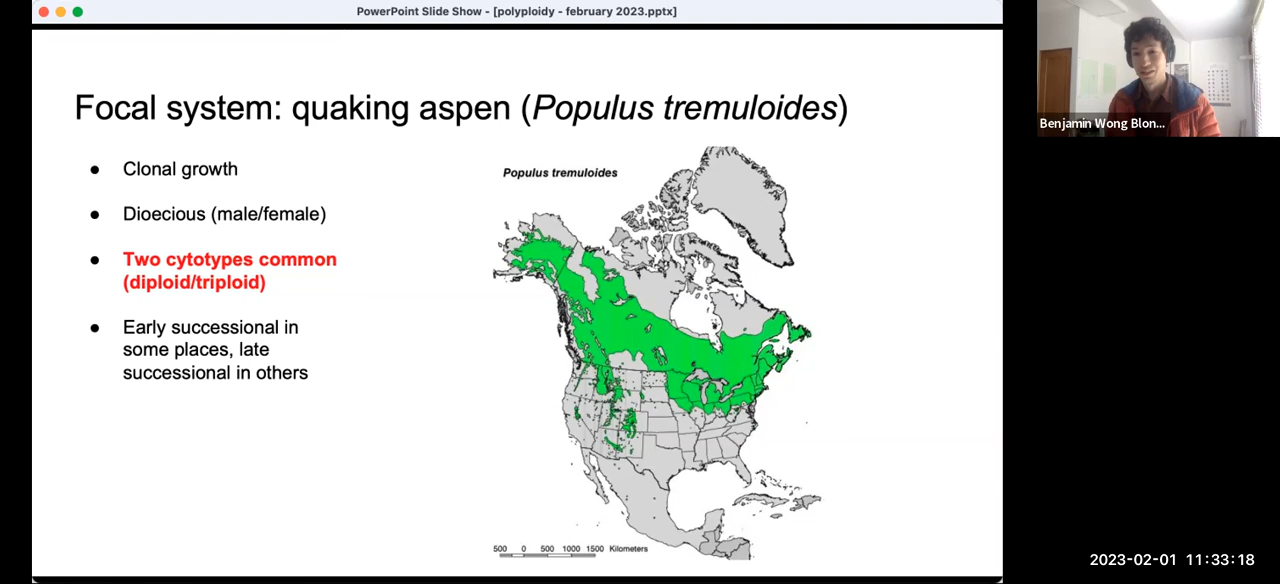 PowerPoint Slide Show - [polyploidy - february 2023.pptx]
Focal system: quaking aspen (Populus tremuloides)
● Clonal growth
● Dioecious (male/female)
● Two cytotypes common
(diploid/triploid)
● Early successional in
some places, late
successional in others
Populus tremuloides
500 0 500 1000 1500 Kilometers
Benjamin Wong Blon...
2023-02-01 11:33:18